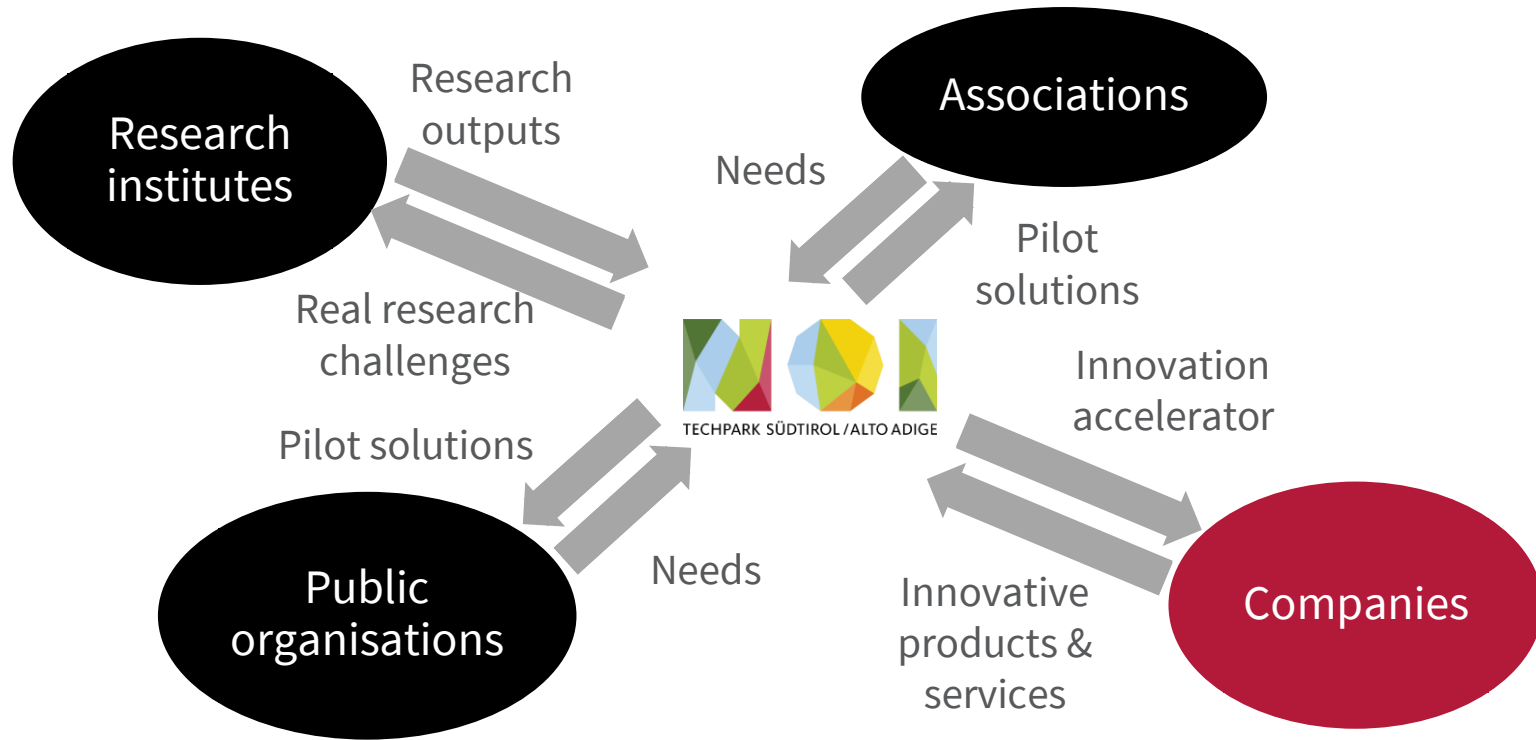 Research
institutes
Research
outputs
Real research
challenges
Associations
Needs
Pilot
solutions
NOI
TECHPARK SÜDTIROL / ALTO ADIGE
Pilot solutions
Needs
Public
organisations
Innovation
accelerator
Innovative
products &
services
Companies